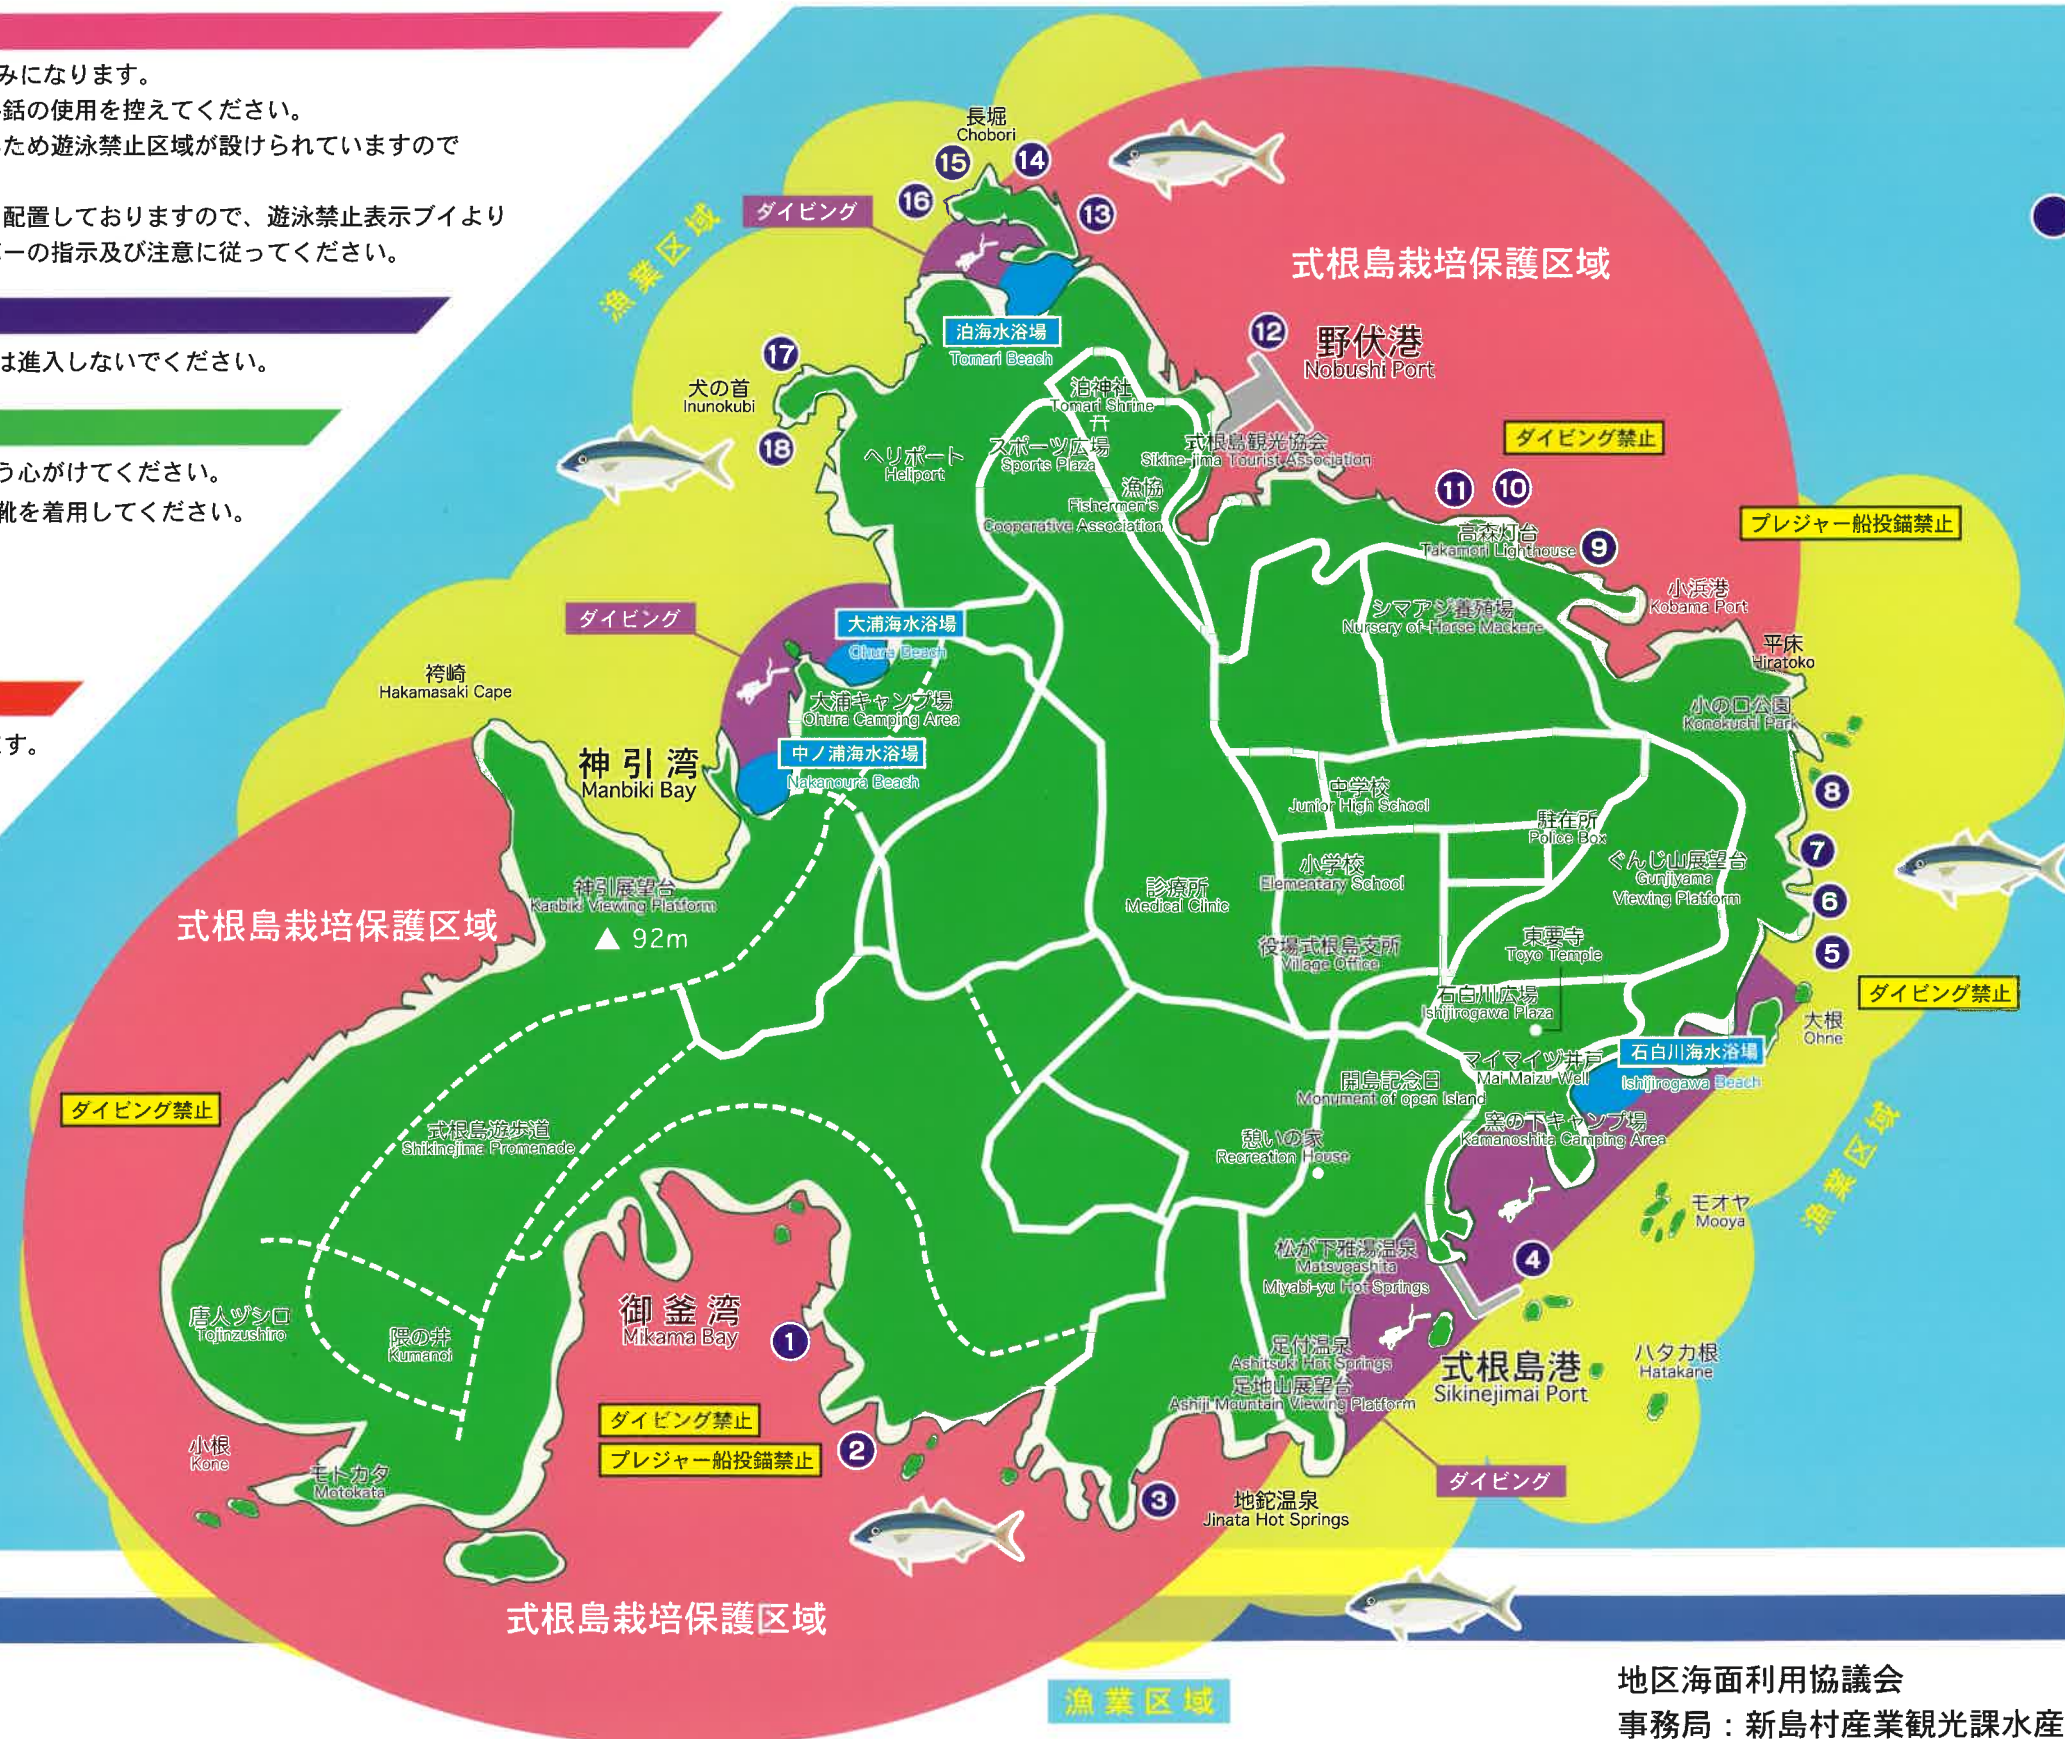 みになります。
銛の使用を控えてください。
ため遊泳禁止区域が設けられていますので
配置しておりますので、遊泳禁止表示ブイより
ーの指示及び注意に従ってください。
は進入しないでください。
う心がけてください。
靴を着用してください。
す。
長堀
Chobori
15
14
16
13
ダイビング
漁業区域
式根島栽培保護区域
泊海水浴場
Tomari Beach
12
野伏港
Nobushi Port
17
犬の首
Inunokubi
18
泊神社
Tomari Shrine
ヘリポート
Heliport
スポーツ広場
Sports Plaza
式根島観光協会
Sikine-jima Tourist Association
漁協
Fishermen's
Cooperative Association
ダイビング禁止
11
10
高森灯台
Takamori Lighthouse
9
プレジャー船投錨禁止
小浜港
Kobama Port
シマアジ養殖場
Nursery of Horse Mackere
平床
Hiratoko
小の口公園
Konokuchi Park
ダイビング
大浦海水浴場
Ohura Beach
袴崎
Hakamasaki Cape
大浦キャンプ場
Ohura Camping Area
神引湾
Manbiki Bay
中ノ浦海水浴場
Nakanoura Beach
中学校
Junior High School
8
駐在所
Police Box
7
小学校
Elementary School
ぐんじ山展望台
Gunjiyama
Viewing Platform
6
神引展望台
Kanbiki Viewing Platform
92m
診療所
Medical Clinic
式根島栽培保護区域
役場式根島支所
Village Office
東要寺
Toyo Temple
5
ダイビング禁止
石白川広場
Ishijirogawa Plaza
大根
Ohne
マイマイヅ井戸
Mai Maizu Well
石白川海水浴場
Ishijirogawa Beach
開島記念日
Monument of open Island
ダイビング禁止
式根島遊歩道
Shikinejima Promenade
窯の下キャンプ場
Kamanoshita Camping Area
憩いの家
Recreation House
漁業区域
モオヤ
Mooya
松が下雅湯温泉
Matsugashita
Miyabi-yu Hot Springs
4
唐人ヅシロ
Tojinzushiro
隈の井
Kumanoi
御釜湾
Mikama Bay
1
足付温泉
Ashitsuki Hot Springs
足地山展望台
Ashiji Mountain Viewing Platform
式根島港
Sikinejimai Port
ハタカ根
Hatakane
ダイビング禁止
プレジャー船投錨禁止
2
小根
Kone
モトカタ
Motokata
ダイビング
3
地鉈温泉
Jinata Hot Springs
式根島栽培保護区域
漁業区域
地区海面利用協議会
事務局：新島村産業観光課水産